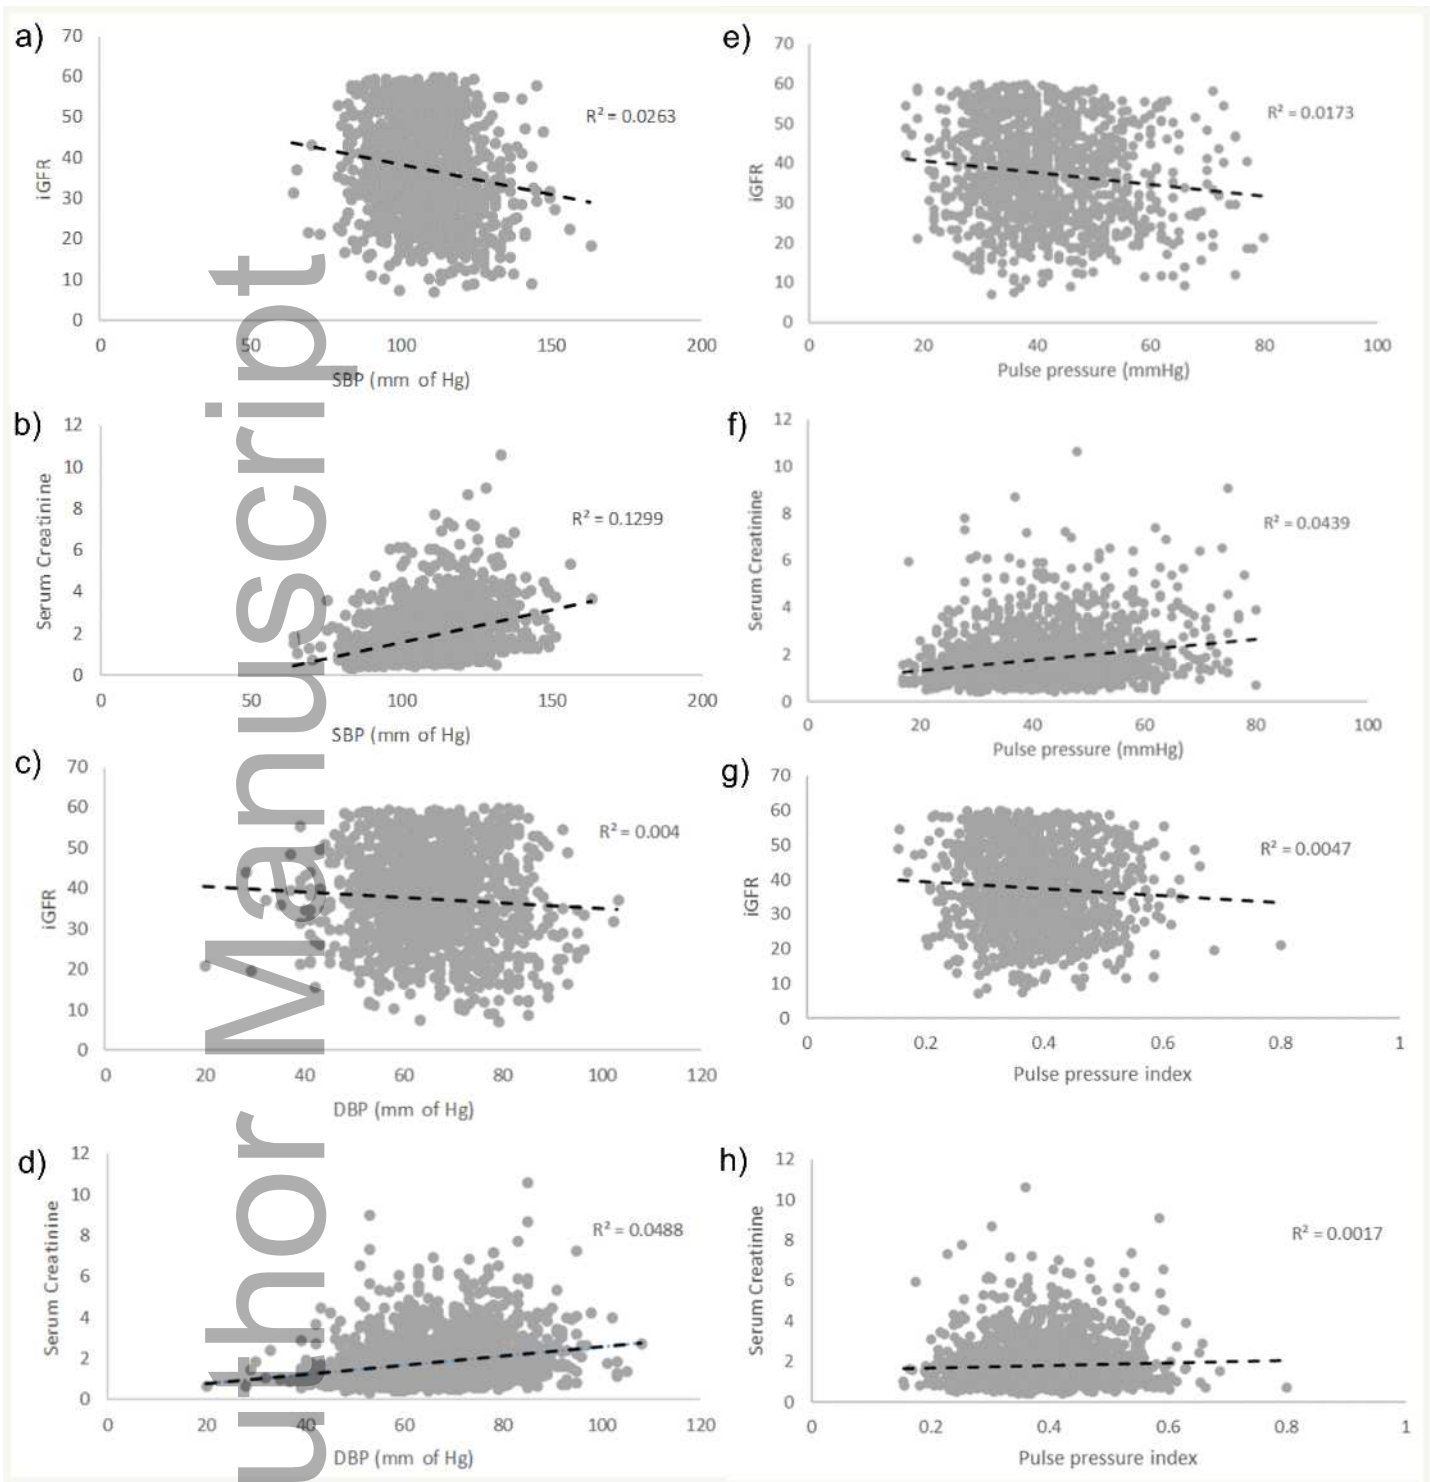 a)
70
60
50
40
30
20
10
0
iGFR
R² = 0.0263
0 50 100 150 200
SBP (mm of Hg)
b)
12
10
8
6
4
2
0
Serum Creatinine
R² = 0.1299
0 50 100 150 200
SBP (mm of Hg)
c)
70
60
50
40
30
20
10
0
iGFR
R² = 0.004
0 20 40 60 80 100 120
DBP (mm of Hg)
d)
12
10
8
6
4
2
0
Serum Creatinine
R² = 0.0488
0 20 40 60 80 100 120
DBP (mm of Hg)
e)
70
60
50
40
30
20
10
0
iGFR
R² = 0.0173
0 20 40 60 80 100
Pulse pressure (mmHg)
f)
12
10
8
6
4
2
0
Serum Creatinine
R² = 0.0439
0 20 40 60 80 100
Pulse pressure (mmHg)
g)
70
60
50
40
30
20
10
0
iGFR
R² = 0.0047
0 0.2 0.4 0.6 0.8 1
Pulse pressure index
h)
12
10
8
6
4
2
0
Serum Creatinine
R² = 0.0017
0 0.2 0.4 0.6 0.8 1
Pulse pressure index
uthor Manuscript